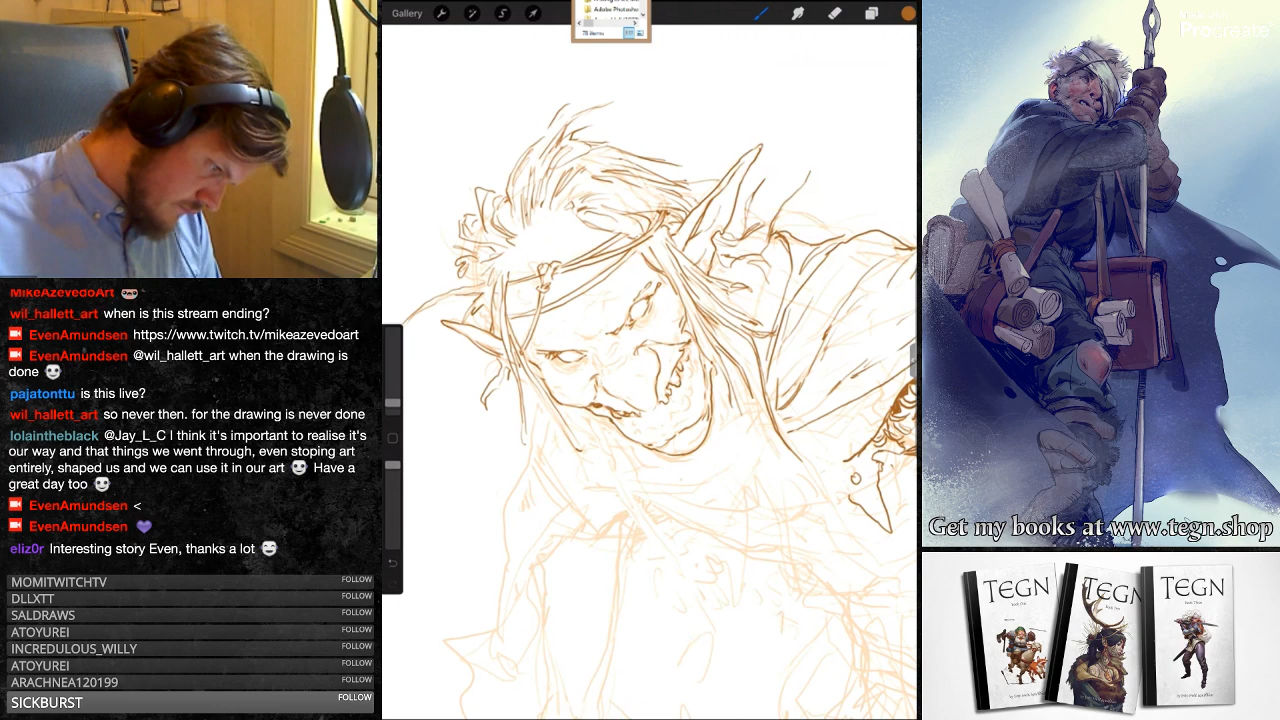 Gallery
Adobe Photosho
78 items
Procreate
MikeAzevedoArt
wil_hallett_art when is this stream ending?
EvenAmundsen https://www.twitch.tv/mikeazevedoart
EvenAmundsen @wil_hallett_art when the drawing is
done
pajatonttu is this live?
wil_hallett_art so never then. for the drawing is never done
lolaintheblack @Jay_L_C I think it's important to realise it's
our way and that things we went through, even stoping art
entirely, shaped us and we can use it in our art Have a
great day too
EvenAmundsen <
EvenAmundsen
eliz0r Interesting story Even, thanks a lot
MOMITWITCHTV FOLLOW
DLLXTT FOLLOW
SALDRAWS FOLLOW
ATOYUREI FOLLOW
INCREDULOUS_WILLY FOLLOW
ATOYUREI FOLLOW
ARACHNEA120199 FOLLOW
SICKBURST FOLLOW
Get my books at www.tegn.shop
TEGN
TEGN
TEGN